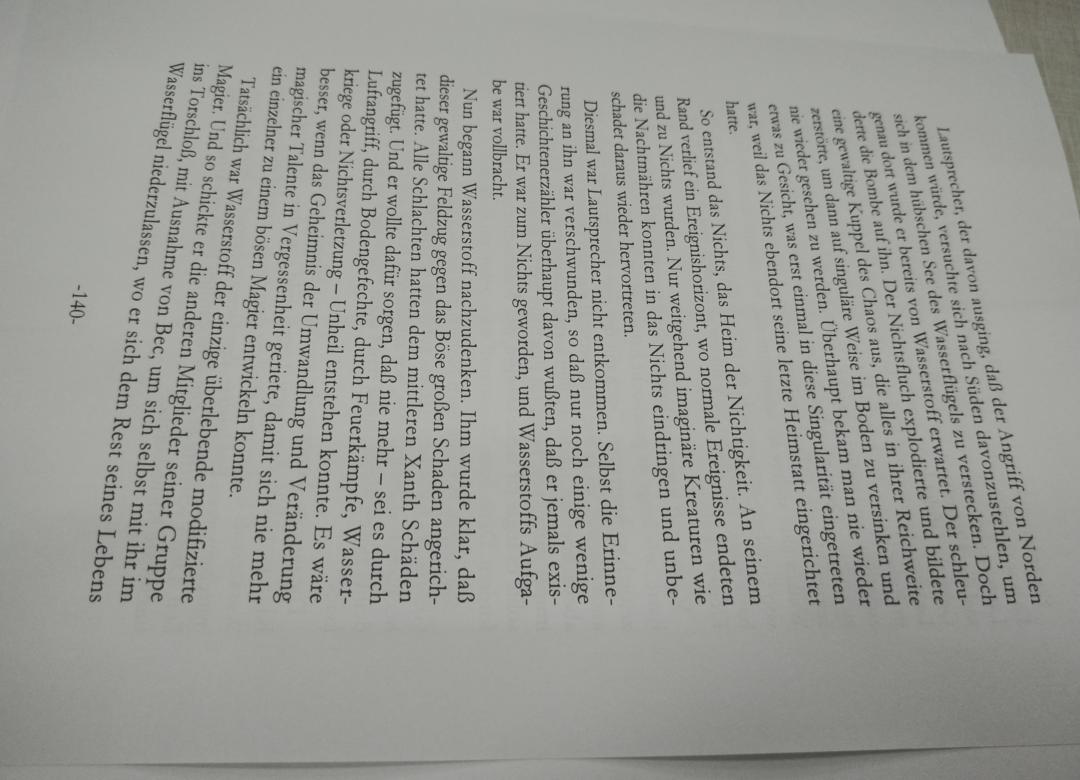 Lautsprecher, der davon ausging, daß der Angriff von Norden
kommen würde, versuchte sich nach Süden davonzustehlen, um
sich in dem hübschen See des Wasserflügels zu verstecken. Doch
genau dort wurde er bereits von Wasserstoff erwartet. Der schleu-
derte die Bombe auf ihn. Der Nichtsfluch explodierte und bildete
eine gewaltige Kuppel des Chaos aus, die alles in ihrer Reichweite
zerstörte, um dann auf singuläre Weise im Boden zu versinken und
nie wieder gesehen zu werden. Überhaupt bekam man nie wieder
etwas zu Gesicht, was erst einmal in diese Singularität eingetreten
war, weil das Nichts ebendort seine letzte Heimstatt eingerichtet
hatte.
So entstand das Nichts, das Heim der Nichtigkeit. An seinem
Rand verlief ein Ereignishorizont, wo normale Ereignisse endeten
und zu Nichts wurden. Nur weitgehend imaginäre Kreaturen wie
die Nachtmähren konnten in das Nichts eindringen und unbe-
schadet daraus wieder hervortreten.
Diesmal war Lautsprecher nicht entkommen. Selbst die Erinne-
rung an ihn war verschwunden, so daß nur noch einige wenige
Geschichtenerzähler überhaupt davon wußten, daß er jemals exis-
tiert hatte. Er war zum Nichts geworden, und Wasserstoffs Aufga-
be war vollbracht.
Nun begann Wasserstoff nachzudenken. Ihm wurde klar, daß
dieser gewaltige Feldzug gegen das Böse großen Schaden angerich-
tet hatte. Alle Schlachten hatten dem mittleren Xanth Schäden
zugefügt. Und er wollte dafür sorgen, daß nie mehr – sei es durch
Luftangriff, durch Bodengefechte, durch Feuerkämpfe, Wasser-
kriege oder Nichtsverletzung – Unheil entstehen konnte. Es wäre
besser, wenn das Geheimnis der Umwandlung und Veränderung
magischer Talente in Vergessenheit geriete, damit sich nie mehr
ein einzelner zu einem bösen Magier entwickeln konnte.
Tatsächlich war Wasserstoff der einzige überlebende modifizierte
Magier. Und so schickte er die anderen Mitglieder seiner Gruppe
ins Torschloß, mit Ausnahme von Bec, um sich selbst mit ihr im
Wasserflügel niederzulassen, wo er sich dem Rest seines Lebens
-140-